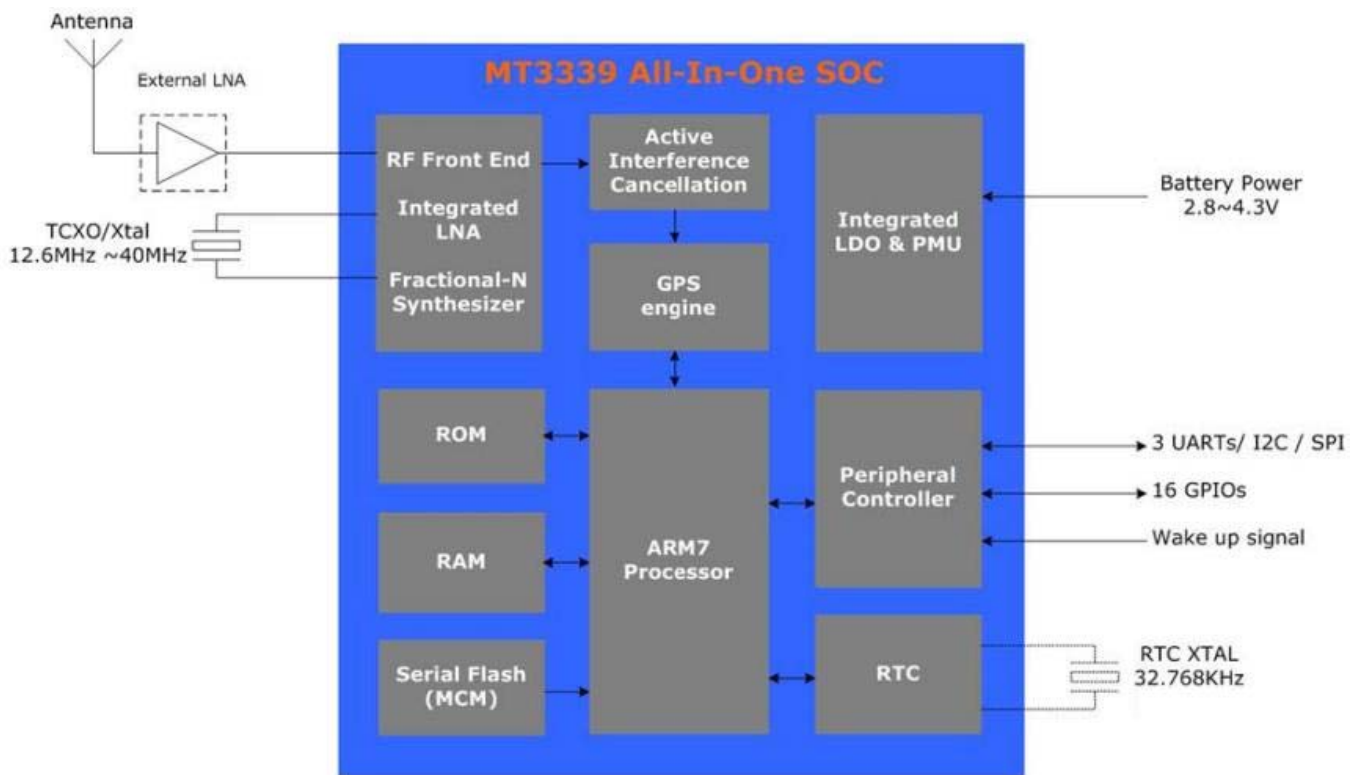 Antenna
External LNA
MT3339 All-In-One SOC
RF Front End
Integrated
LNA
Fractional-N
Synthesizer
Active
Interference
Cancellation
Integrated
LDO & PMU
Battery Power
2.8~4.3V
TCXO/Xtal
12.6MHz ~40MHz
GPS
engine
ROM
RAM
Serial Flash
(MCM)
ARM7
Processor
Peripheral
Controller
3 UARTs/ I2C / SPI
16 GPIOs
Wake up signal
RTC
RTC XTAL
32.768KHz